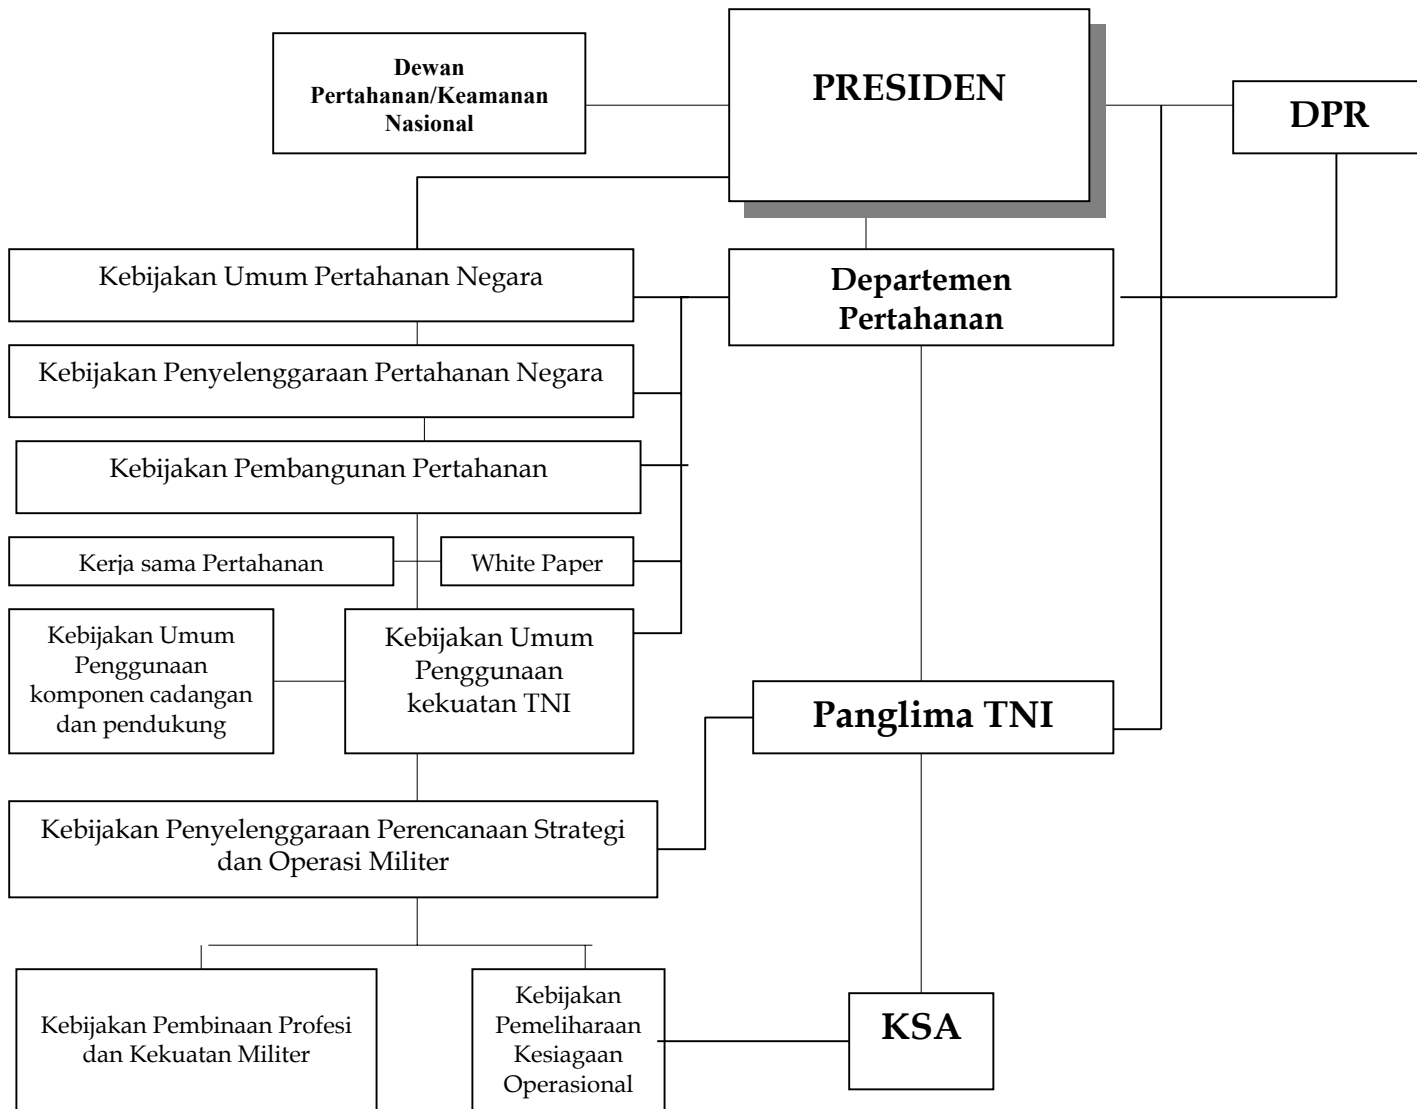 Dewan
Pertahanan/Keamanan
Nasional
PRESIDEN
DPR
Kebijakan Umum Pertahanan Negara
Departemen
Pertahanan
Kebijakan Penyelenggaraan Pertahanan Negara
Kebijakan Pembangunan Pertahanan
Kerja sama Pertahanan
White Paper
Kebijakan Umum
Penggunaan
komponen cadangan
dan pendukung
Kebijakan Umum
Penggunaan
kekuatan TNI
Panglima TNI
Kebijakan Penyelenggaraan Perencanaan Strategi
dan Operasi Militer
Kebijakan Pembinaan Profesi
dan Kekuatan Militer
Kebijakan
Pemeliharaan
Kesiagaan
Operasional
KSA